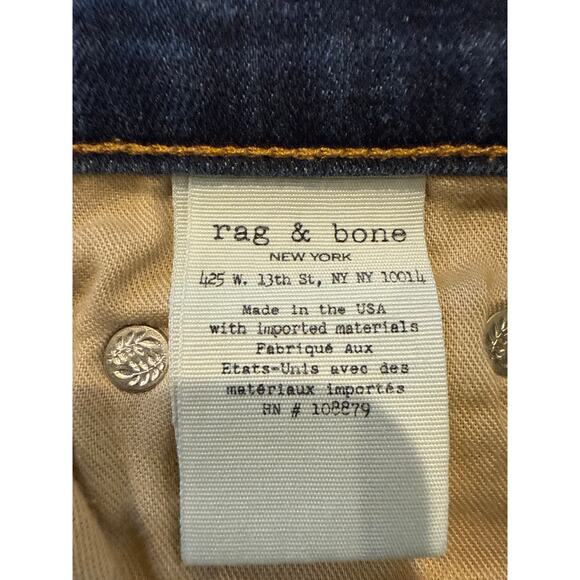 rag & bone
NEW YORK
425 W. 13th St, NY NY 10014
Made in the USA
with imported materials
Fabriqué Aux
Etats-Unis avec des
matériaux importés
RN # 108879